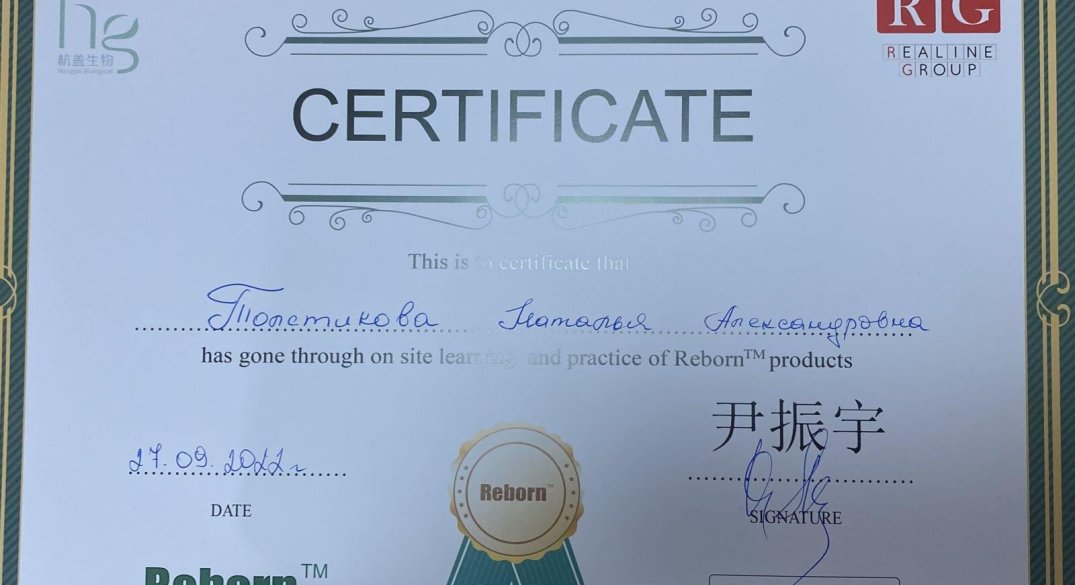 hg
杭盖生物
Hanggie Biological
RG
REALINE
GROUP
CERTIFICATE
This is to certificate that
Толстикова Наталья Александровна
has gone through on site learning and practice of Reborn™ products
尹振宇
27.09.2022г
Reborn™
DATE
SIGNATURE
Reborn™